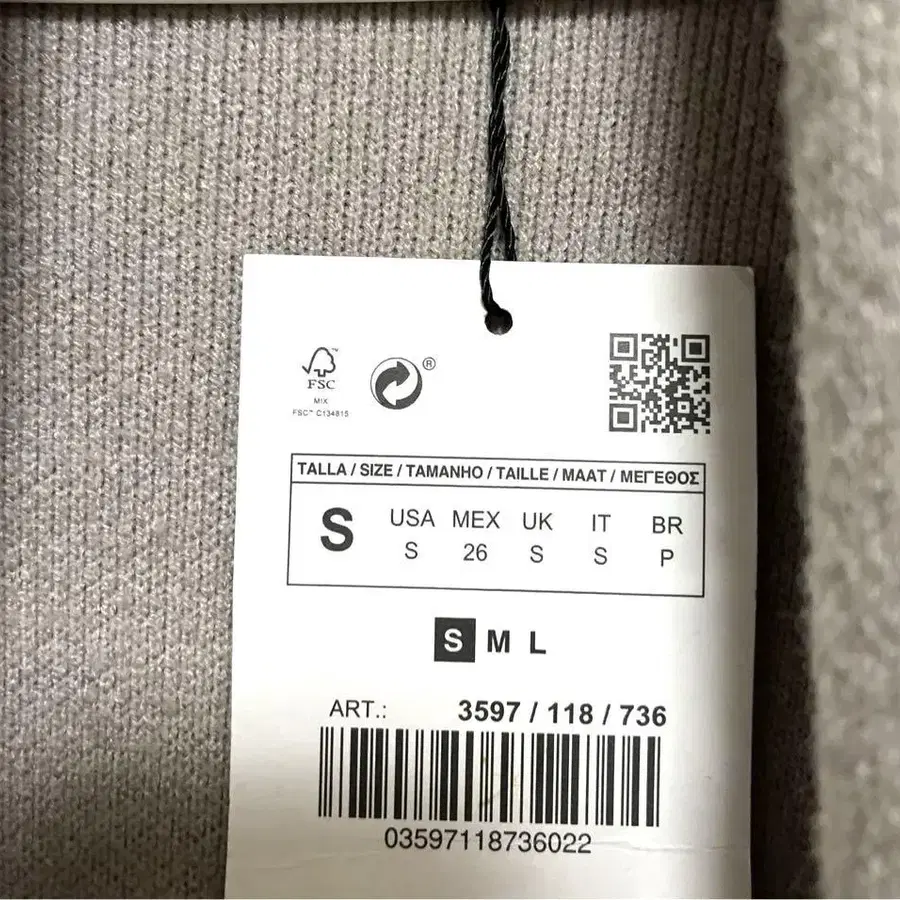 FSC™
MIX
FSC™ C134815
®
TALLA / SIZE / TAMANHO / TAILLE / MAAT / ΜΕΓΕΘΟΣ
S USA MEX UK IT BR
S 26 S S P
S M L
ART.: 3597 / 118 / 736
03597118736022